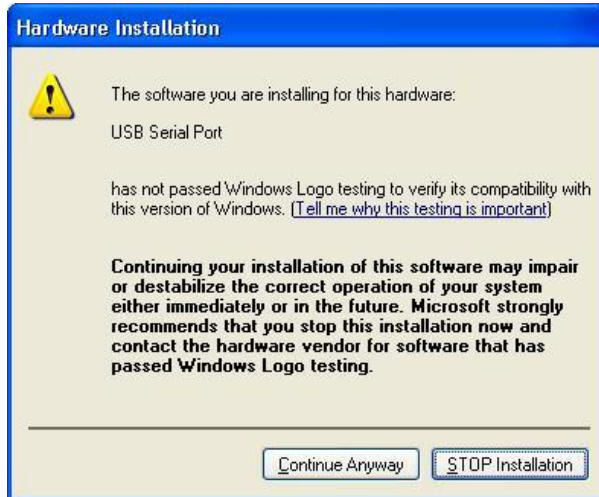 Hardware Installation
The software you are installing for this hardware:
USB Serial Port
has not passed Windows Logo testing to verify its compatibility with
this version of Windows. (Tell me why this testing is important)
Continuing your installation of this software may impair
or destabilize the correct operation of your system
either immediately or in the future. Microsoft strongly
recommends that you stop this installation now and
contact the hardware vendor for software that has
passed Windows Logo testing.
Continue Anyway STOP Installation